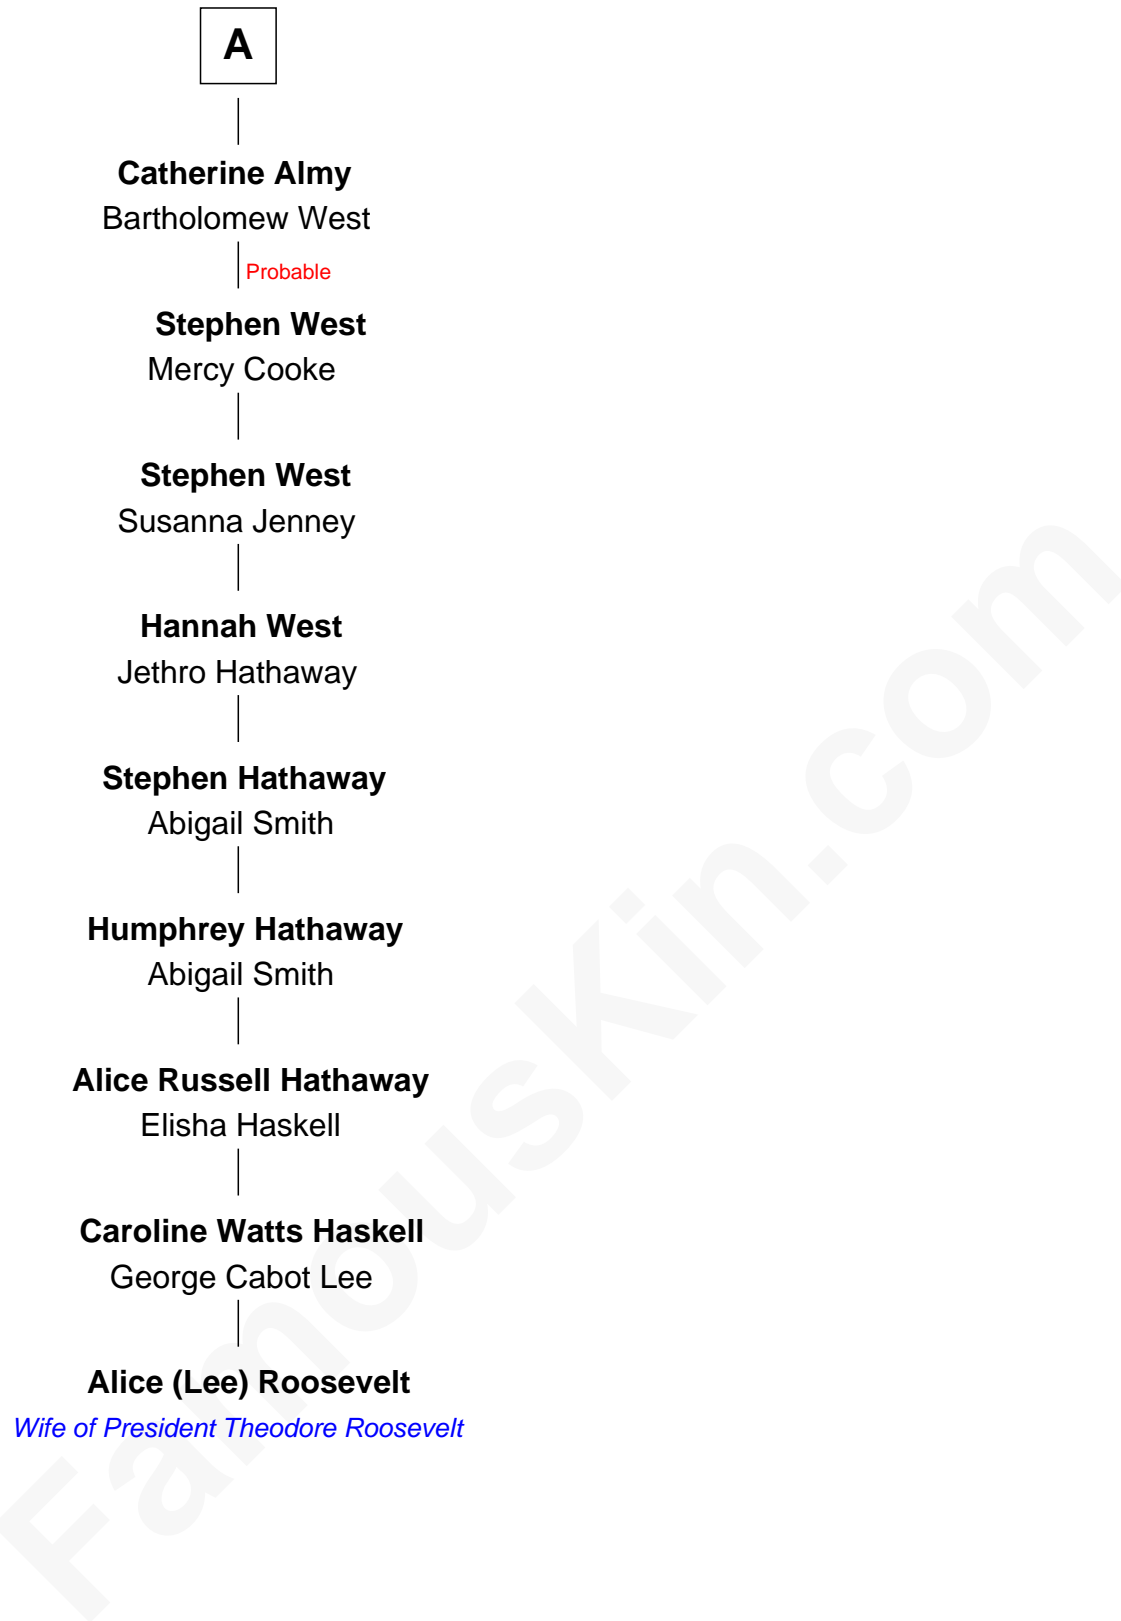 A
Catherine Almy
Bartholomew West
Probable
Stephen West
Mercy Cooke
Stephen West
Susanna Jenney
Hannah West
Jethro Hathaway
Stephen Hathaway
Abigail Smith
Humphrey Hathaway
Abigail Smith
Alice Russell Hathaway
Elisha Haskell
Caroline Watts Haskell
George Cabot Lee
Alice (Lee) Roosevelt
Wife of President Theodore Roosevelt
FamousKin.com